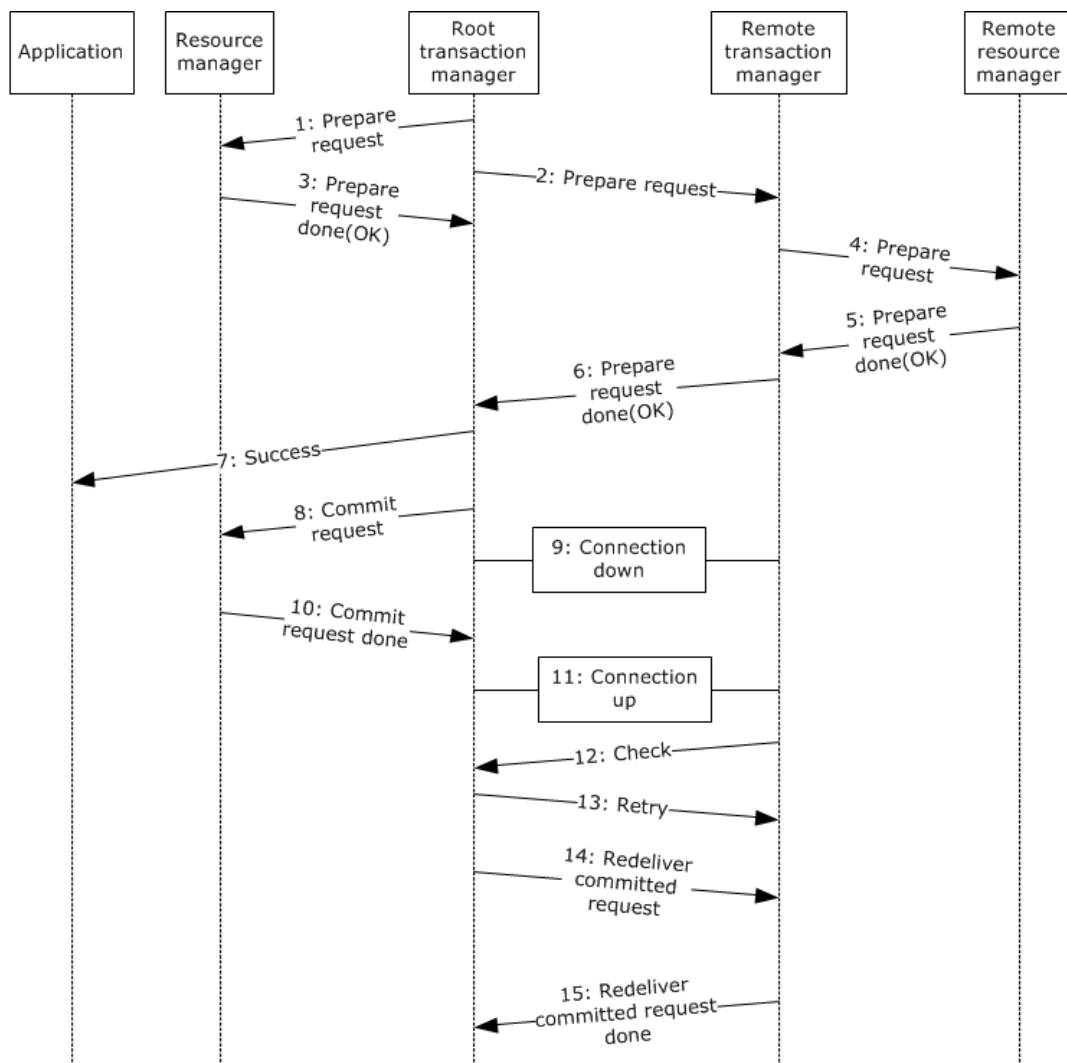 Application
Resource
manager
Root
transaction
manager
Remote
transaction
manager
Remote
resource
manager
1: Prepare
request
2: Prepare request
3: Prepare
request
done(OK)
4: Prepare
request
5: Prepare
request
done(OK)
6: Prepare
request
done(OK)
7: Success
8: Commit
request
9: Connection
down
10: Commit
request done
11: Connection
up
12: Check
13: Retry
14: Redeliver
committed
request
15: Redeliver
committed request
done